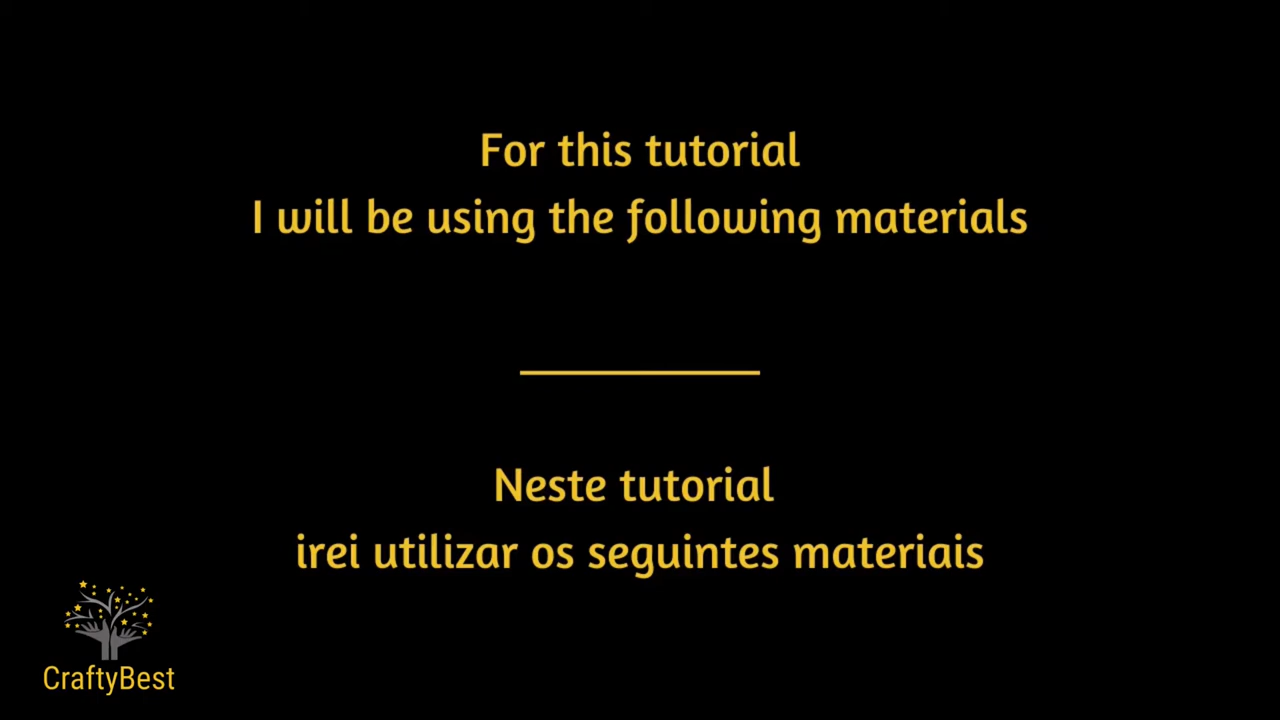 For this tutorial
I will be using the following materials
Neste tutorial
irei utilizar os seguintes materiais
CraftyBest